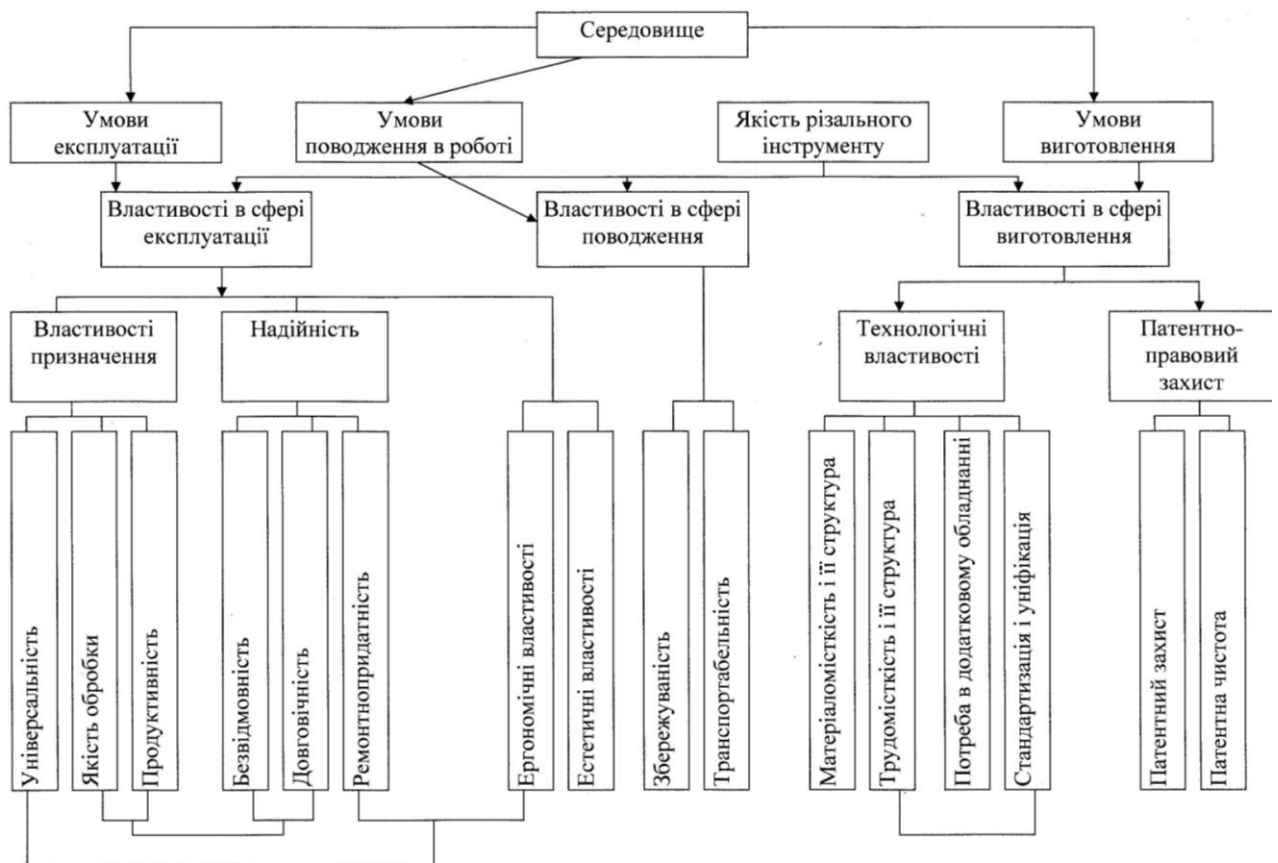 Середовище
Умови
експлуатації
Умови
поводження в роботі
Якість різального
інструменту
Умови
виготовлення
Властивості в сфері
експлуатації
Властивості в сфері
поводження
Властивості в сфері
виготовлення
Властивості
призначення
Надійність
Технологічні
властивості
Патентно-
правовий
захист
Універсальність
Якість обробки
Продуктивність
Безвідмовність
Довговічність
Ремонтнопридатність
Ергономічні властивості
Естетичні властивості
Збережуваність
Транспортабельність
Матеріаломісткість і її структура
Трудомісткість і її структура
Потреба в додатковому обладнанні
Стандартизація і уніфікація
Патентний захист
Патентна чистота